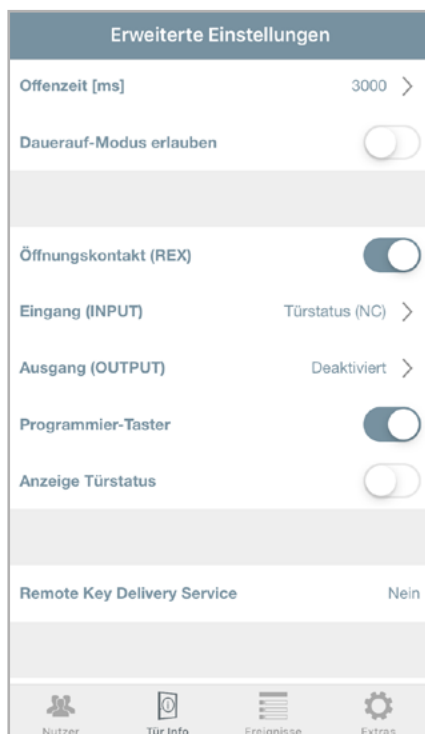 Erweiterte Einstellungen
Offenzeit [ms] 3000
Dauerauf-Modus erlauben
Öffnungskontakt (REX)
Eingang (INPUT) Türstatus (NC)
Ausgang (OUTPUT) Deaktiviert
Programmier-Taster
Anzeige Türstatus
Remote Key Delivery Service Nein
Nutzer Tür Info Ereignisse Extras